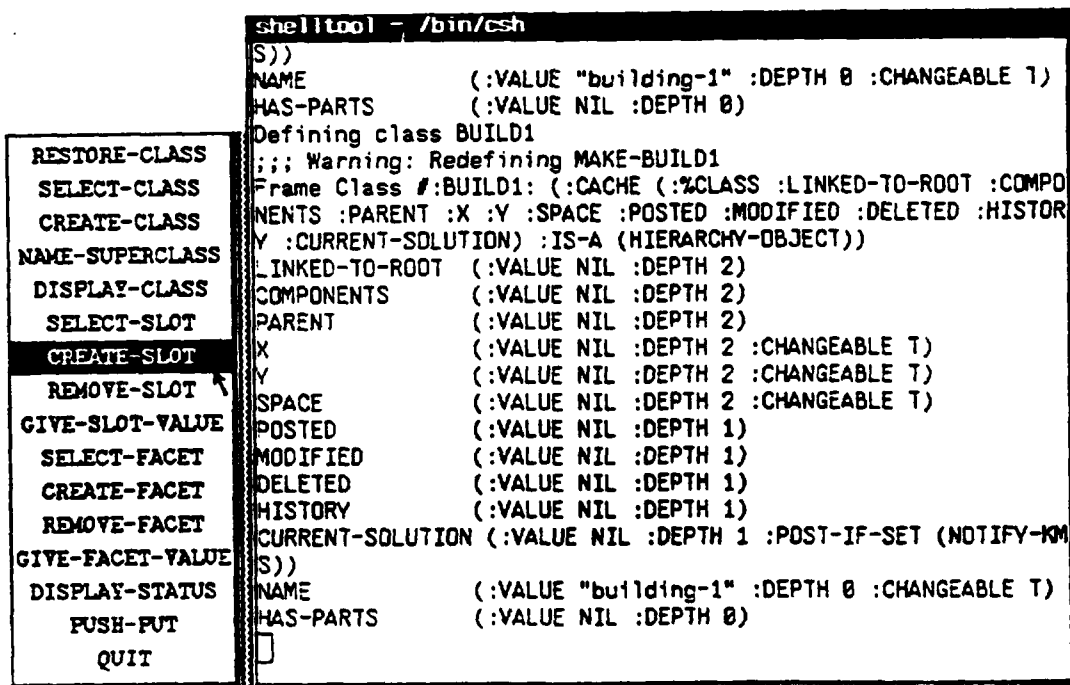 shelltool - /bin/csh
S))
NAME (:VALUE "building-1" :DEPTH 0 :CHANGEABLE T)
HAS-PARTS (:VALUE NIL :DEPTH 0)
Defining class BUILD1
;;; Warning: Redefining MAKE-BUILD1
Frame Class #:BUILD1: (:CACHE (:%CLASS :LINKED-TO-ROOT :COMPO
NENTS :PARENT :X :Y :SPACE :POSTED :MODIFIED :DELETED :HISTOR
Y :CURRENT-SOLUTION) :IS-A (HIERARCHY-OBJECT))
LINKED-TO-ROOT (:VALUE NIL :DEPTH 2)
COMPONENTS (:VALUE NIL :DEPTH 2)
PARENT (:VALUE NIL :DEPTH 2)
X (:VALUE NIL :DEPTH 2 :CHANGEABLE T)
Y (:VALUE NIL :DEPTH 2 :CHANGEABLE T)
SPACE (:VALUE NIL :DEPTH 2 :CHANGEABLE T)
POSTED (:VALUE NIL :DEPTH 1)
MODIFIED (:VALUE NIL :DEPTH 1)
DELETED (:VALUE NIL :DEPTH 1)
HISTORY (:VALUE NIL :DEPTH 1)
CURRENT-SOLUTION (:VALUE NIL :DEPTH 1 :POST-IF-SET (NOTIFY-KM
S))
NAME (:VALUE "building-1" :DEPTH 0 :CHANGEABLE T)
HAS-PARTS (:VALUE NIL :DEPTH 0)
RESTORE-CLASS
SELECT-CLASS
CREATE-CLASS
NAME-SUPERCLASS
DISPLAY-CLASS
SELECT-SLOT
CREATE-SLOT
REMOVE-SLOT
GIVE-SLOT-VALUE
SELECT-FACET
CREATE-FACET
REMOVE-FACET
GIVE-FACET-VALUE
DISPLAY-STATUS
PUSH-PUT
QUIT